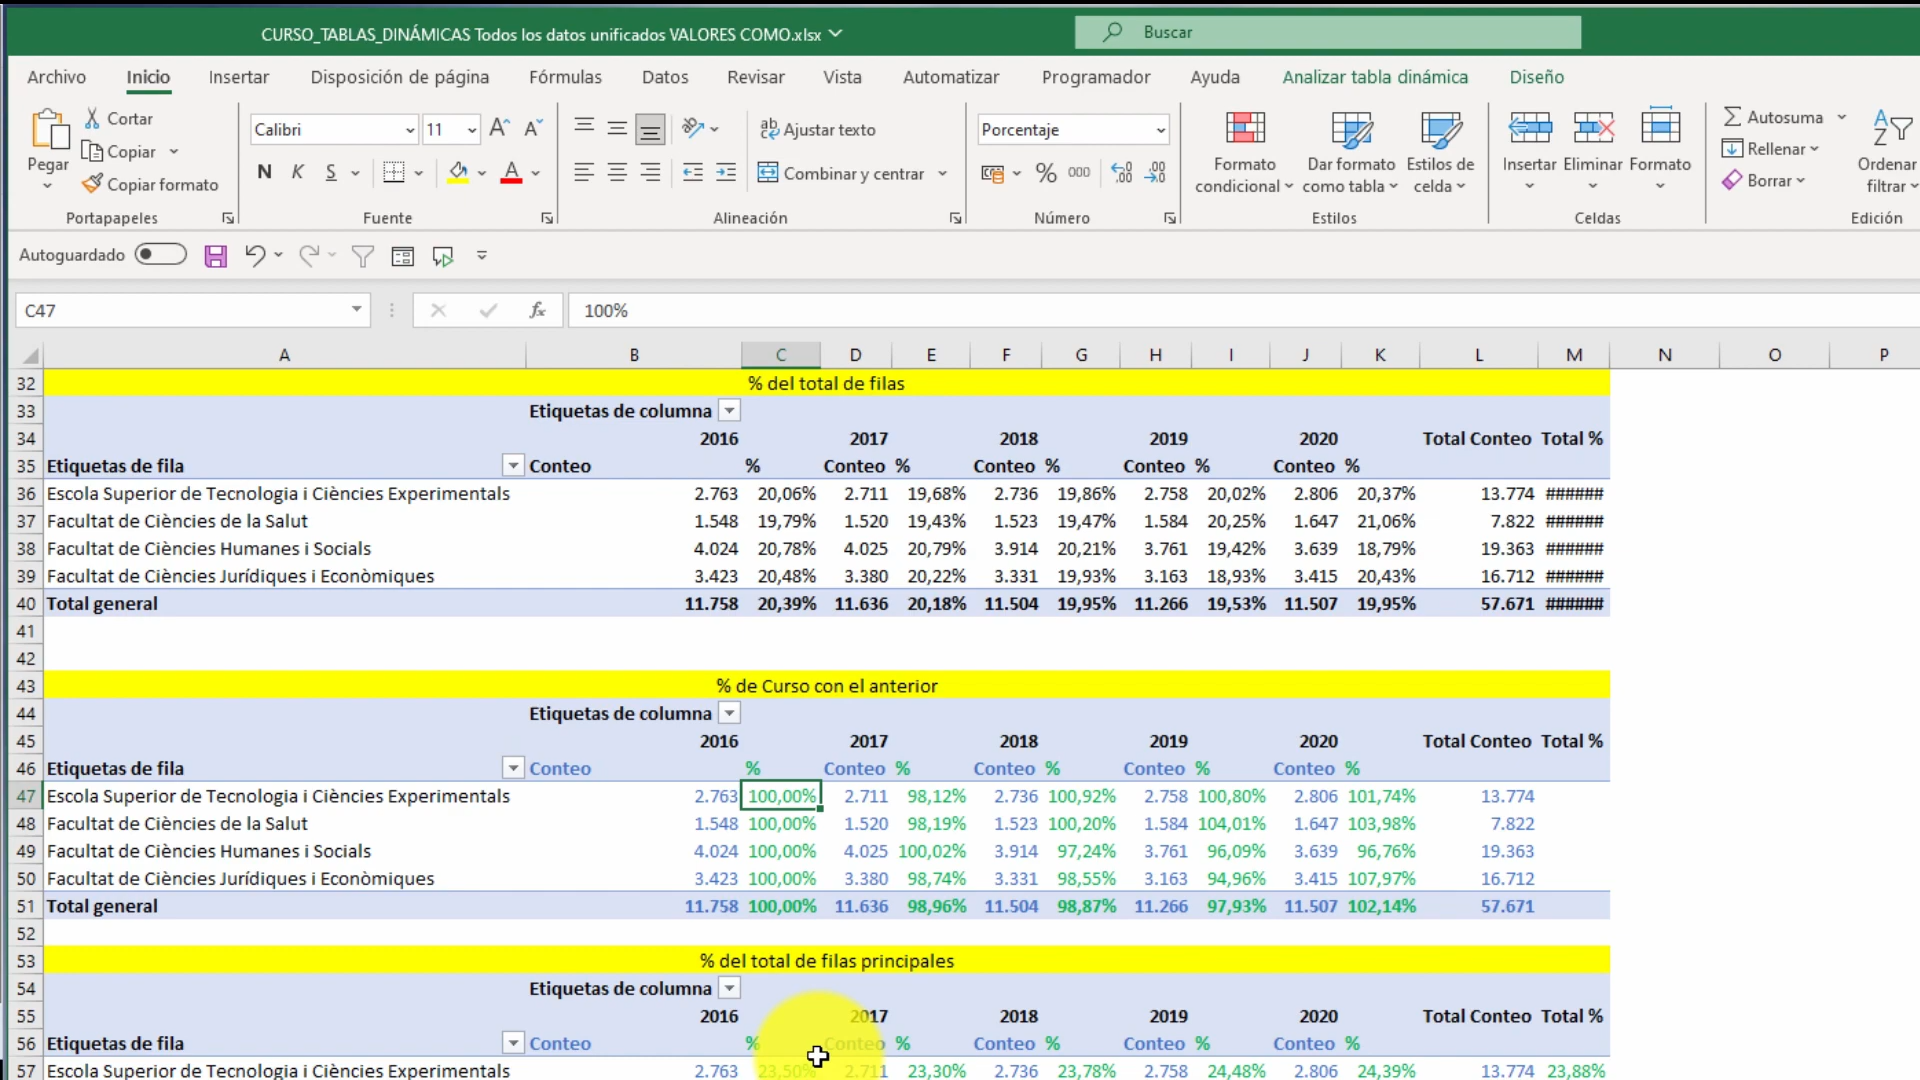 CURSO_TABLAS_DINÁMICAS Todos los datos unificados VALORES COMO.xlsx
Buscar
Archivo Inicio Insertar Disposición de página Fórmulas Datos Revisar Vista Automatizar Programador Ayuda Analizar tabla dinámica Diseño
Pegar
Cortar
Copiar
Copiar formato
Portapapeles
Calibri 11
N K S
Fuente
Ajustar texto
Combinar y centrar
Alineación
Porcentaje
% 000
Número
Formato condicional
Dar formato como tabla
Estilos de celda
Estilos
Insertar Eliminar Formato
Celdas
Autosuma
Rellenar
Borrar
Ordenar
filtrar
Edición
Autoguardado
C47 fx 100%
A B C D E F G H I J K L M N O P
32 % del total de filas
33 Etiquetas de columna
34 2016 2017 2018 2019 2020 Total Conteo Total %
35 Etiquetas de fila Conteo % Conteo % Conteo % Conteo % Conteo %
36 Escola Superior de Tecnologia i Ciències Experimentals 2.763 20,06% 2.711 19,68% 2.736 19,86% 2.758 20,02% 2.806 20,37% 13.774 ######
37 Facultat de Ciències de la Salut 1.548 19,79% 1.520 19,43% 1.523 19,47% 1.584 20,25% 1.647 21,06% 7.822 ######
38 Facultat de Ciències Humanes i Socials 4.024 20,78% 4.025 20,79% 3.914 20,21% 3.761 19,42% 3.639 18,79% 19.363 ######
39 Facultat de Ciències Jurídiques i Econòmiques 3.423 20,48% 3.380 20,22% 3.331 19,93% 3.163 18,93% 3.415 20,43% 16.712 ######
40 Total general 11.758 20,39% 11.636 20,18% 11.504 19,95% 11.266 19,53% 11.507 19,95% 57.671 ######
41
42
43 % de Curso con el anterior
44 Etiquetas de columna
45 2016 2017 2018 2019 2020 Total Conteo Total %
46 Etiquetas de fila Conteo % Conteo % Conteo % Conteo % Conteo %
47 Escola Superior de Tecnologia i Ciències Experimentals 2.763 100,00% 2.711 98,12% 2.736 100,92% 2.758 100,80% 2.806 101,74% 13.774
48 Facultat de Ciències de la Salut 1.548 100,00% 1.520 98,19% 1.523 100,20% 1.584 104,01% 1.647 103,98% 7.822
49 Facultat de Ciències Humanes i Socials 4.024 100,00% 4.025 100,02% 3.914 97,24% 3.761 96,09% 3.639 96,76% 19.363
50 Facultat de Ciències Jurídiques i Econòmiques 3.423 100,00% 3.380 98,74% 3.331 98,55% 3.163 94,96% 3.415 107,97% 16.712
51 Total general 11.758 100,00% 11.636 98,96% 11.504 98,87% 11.266 97,93% 11.507 102,14% 57.671
52
53 % del total de filas principales
54 Etiquetas de columna
55 2016 2017 2018 2019 2020 Total Conteo Total %
56 Etiquetas de fila Conteo % Conteo % Conteo % Conteo % Conteo %
57 Escola Superior de Tecnologia i Ciències Experimentals 2.763 23,50% 2.711 23,30% 2.736 23,78% 2.758 24,48% 2.806 24,39% 13.774 23,88%